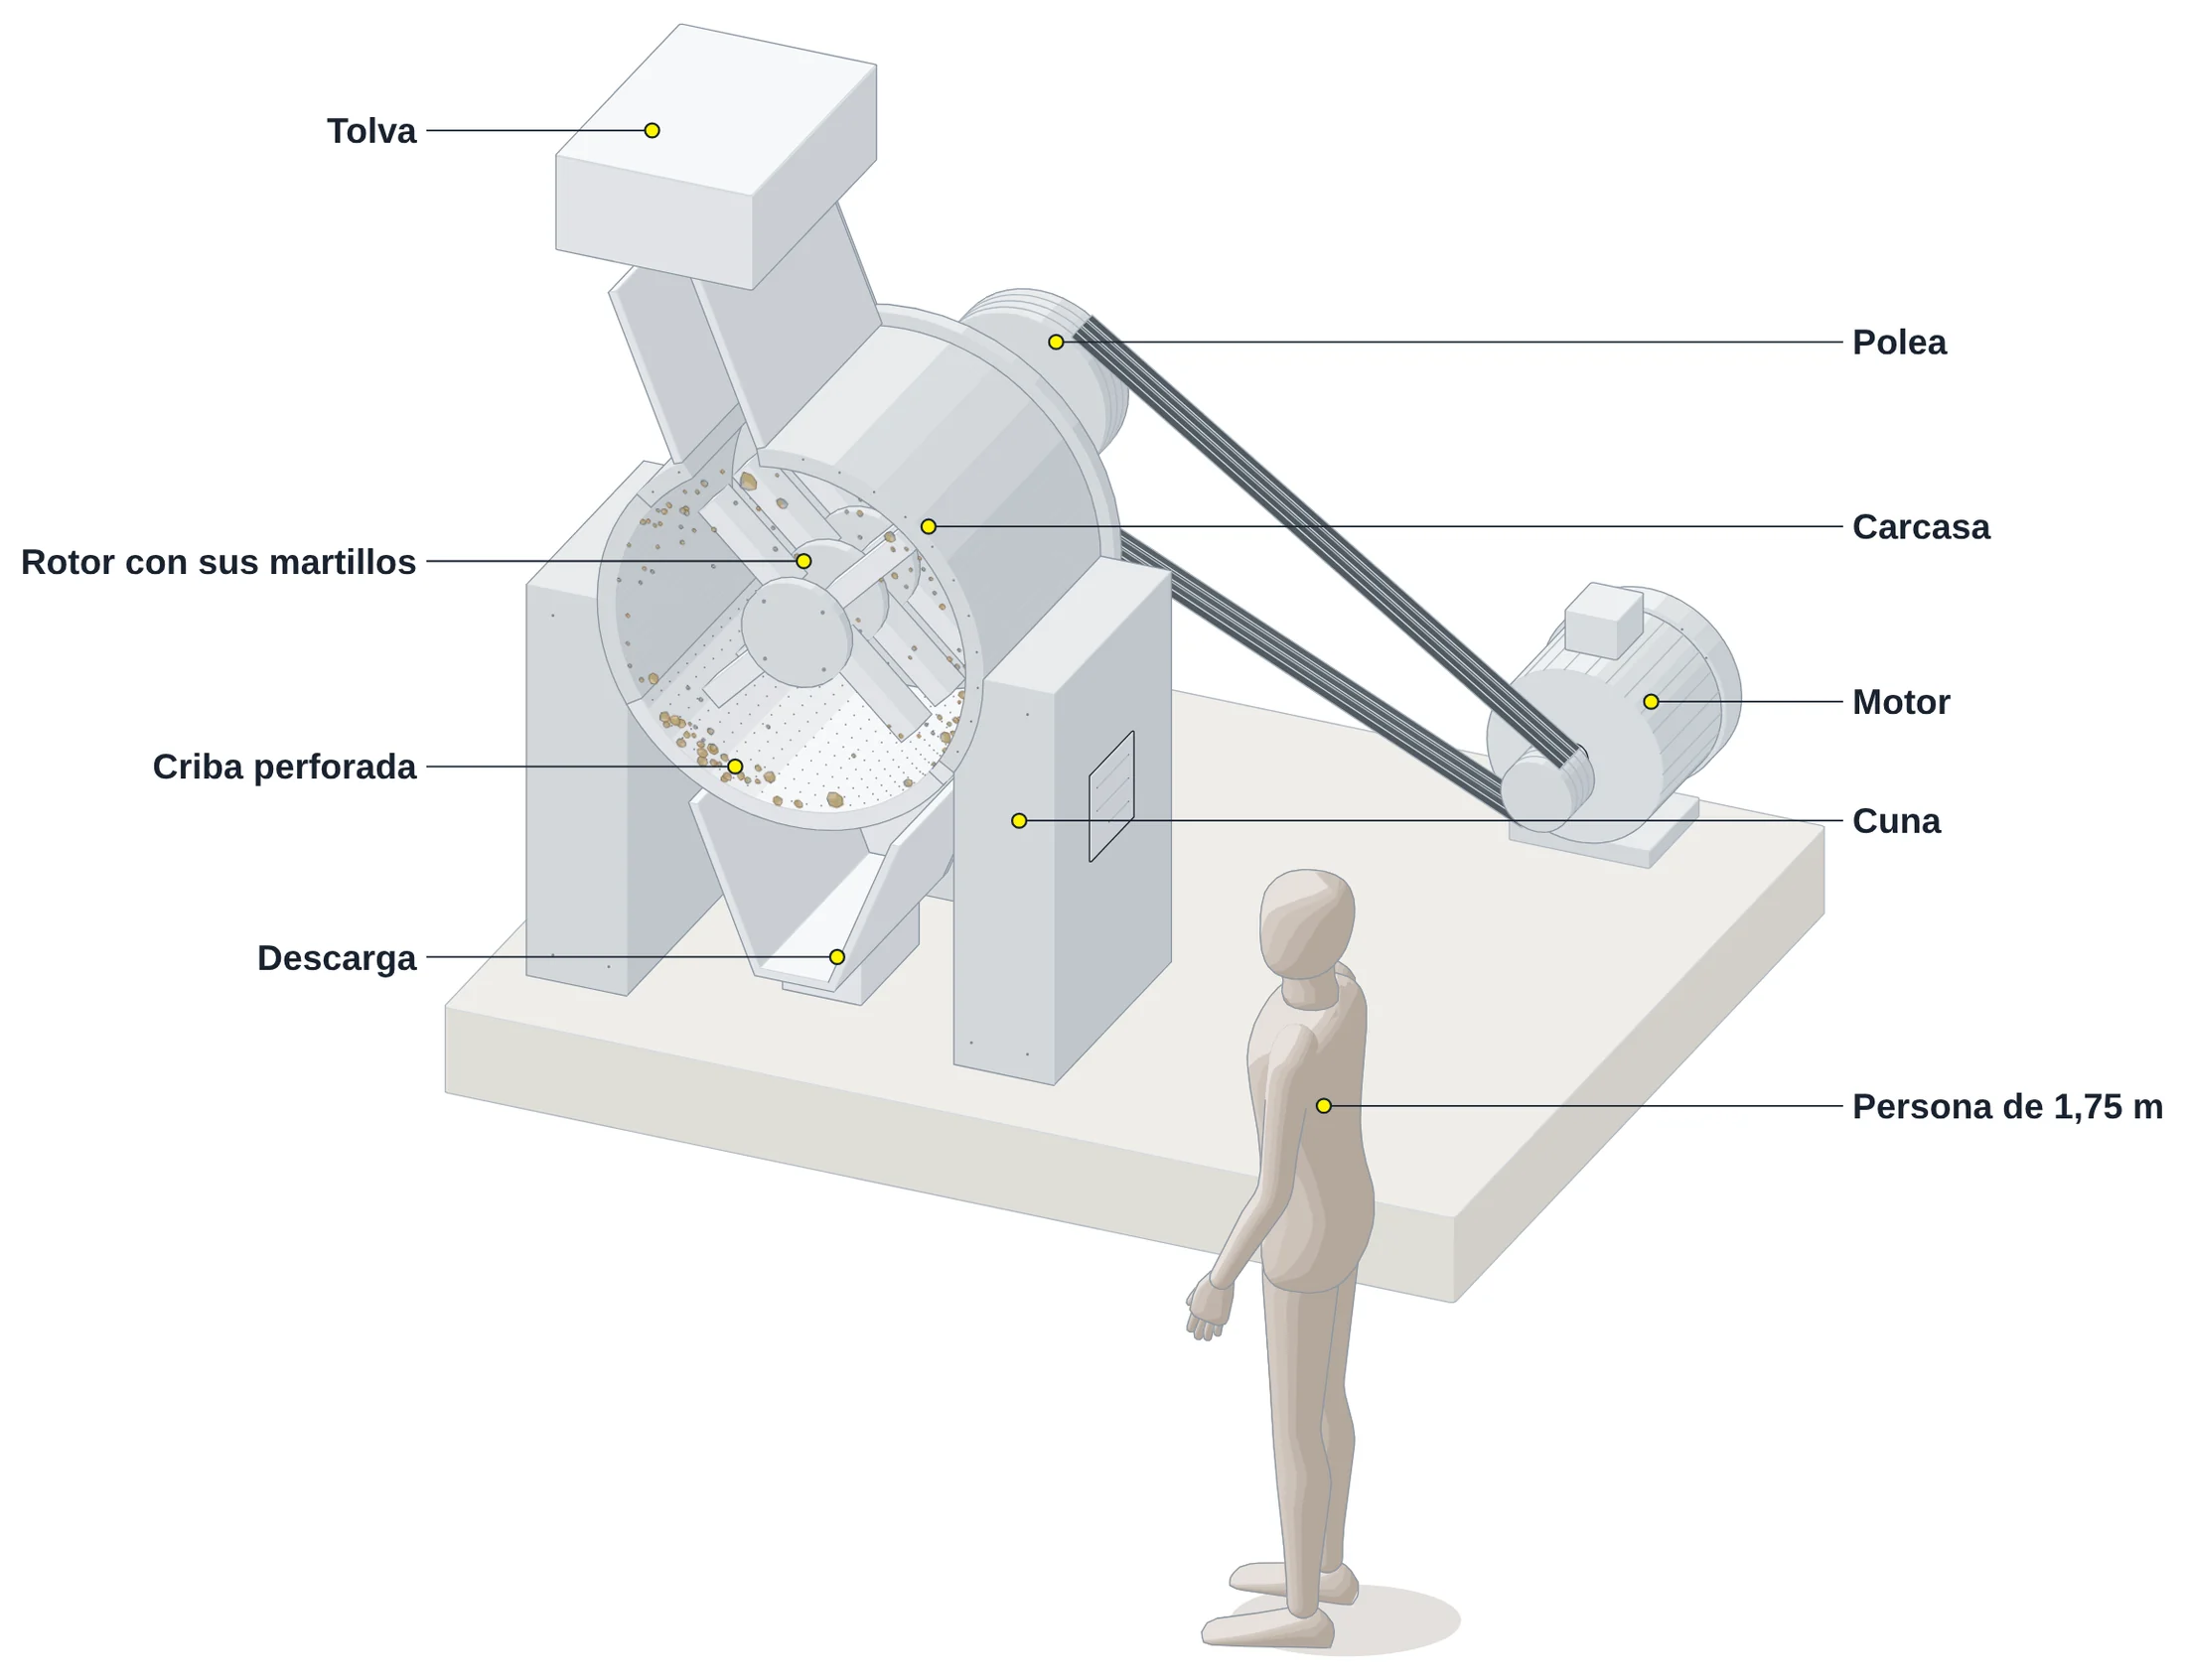 Tolva
Polea
Carcasa
Rotor con sus martillos
Motor
Criba perforada
Cuna
Descarga
Persona de 1,75 m